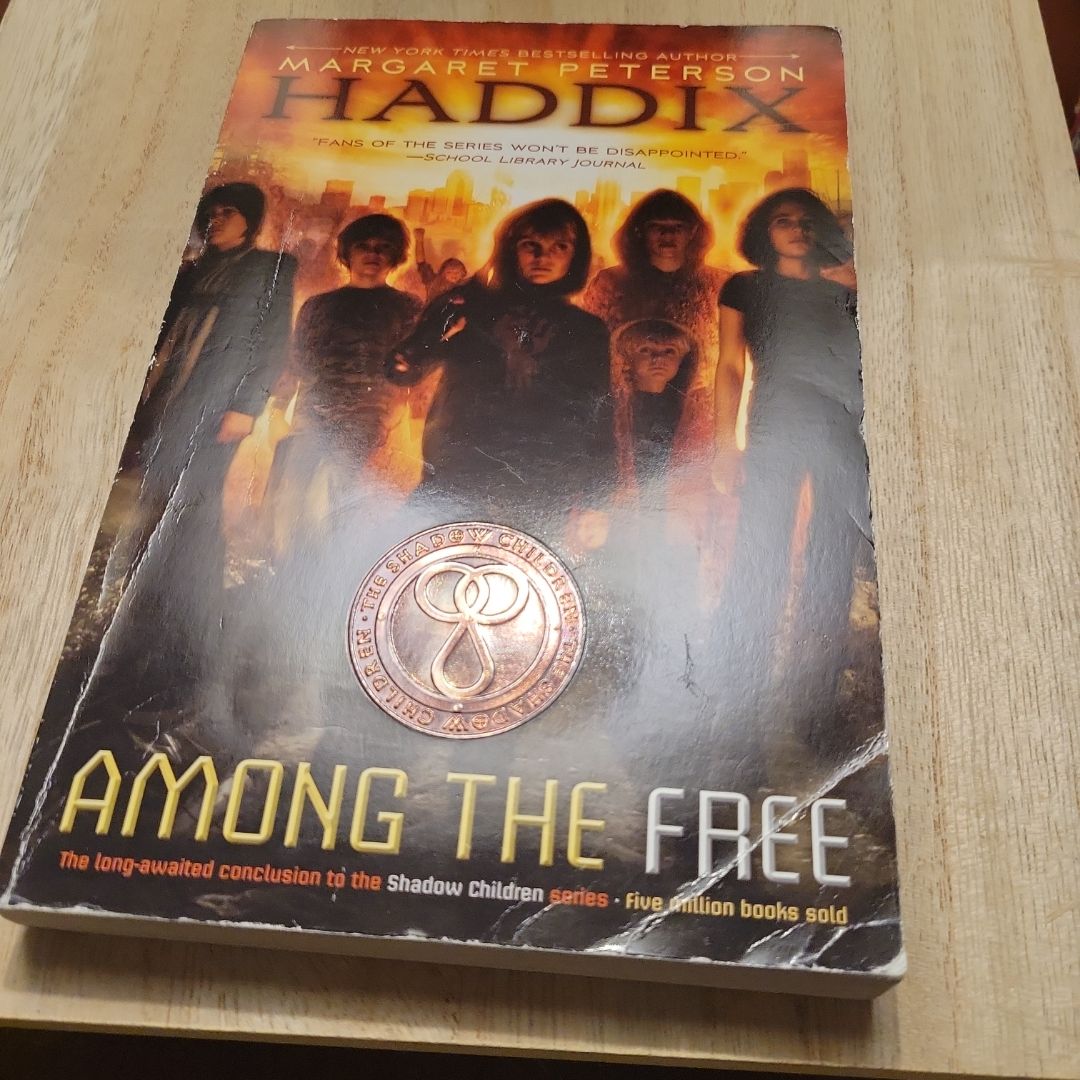 NEW YORK TIMES BESTSELLING AUTHOR
MARGARET PETERSON
HADDIX
"FANS OF THE SERIES WON'T BE DISAPPOINTED."
—SCHOOL LIBRARY JOURNAL
· THE SHADOW CHILDREN · THE SHADOW CHILDREN
AMONG THE FREE
The long-awaited conclusion to the Shadow Children series · Five million books sold